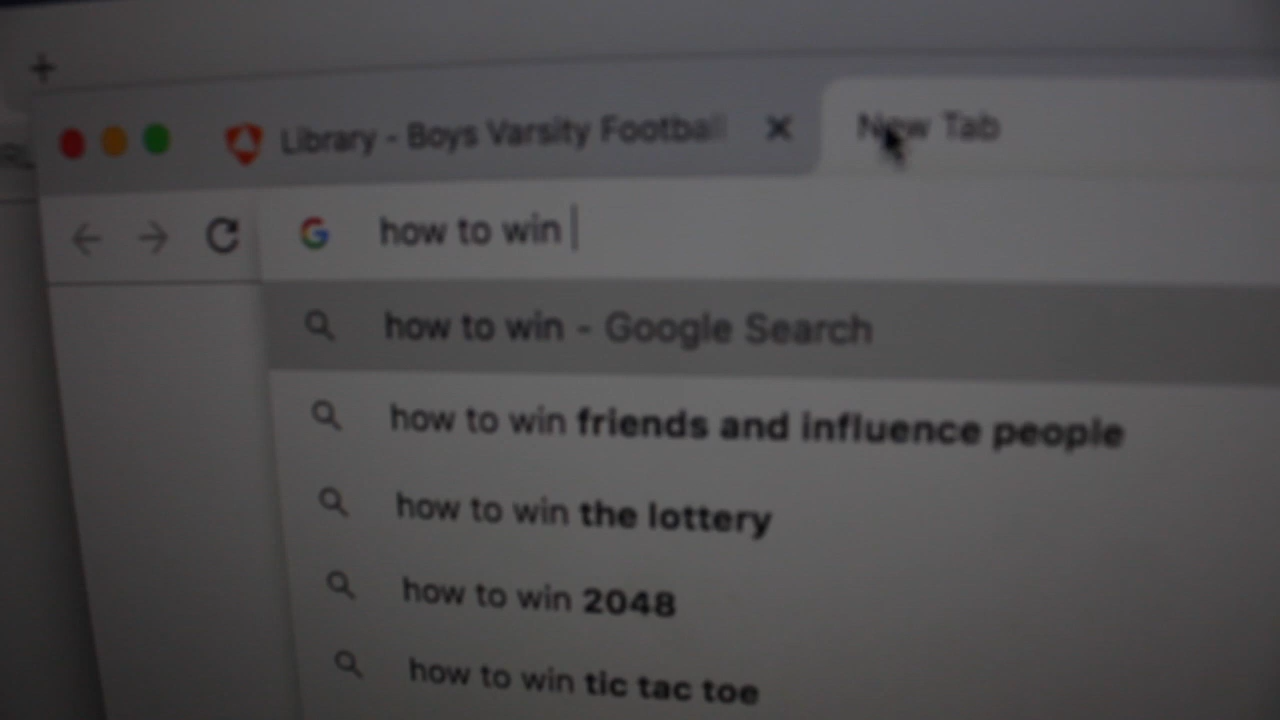 Library - Boys Varsity Football
New Tab
how to win
how to win - Google Search
how to win friends and influence people
how to win the lottery
how to win 2048
how to win tic tac toe